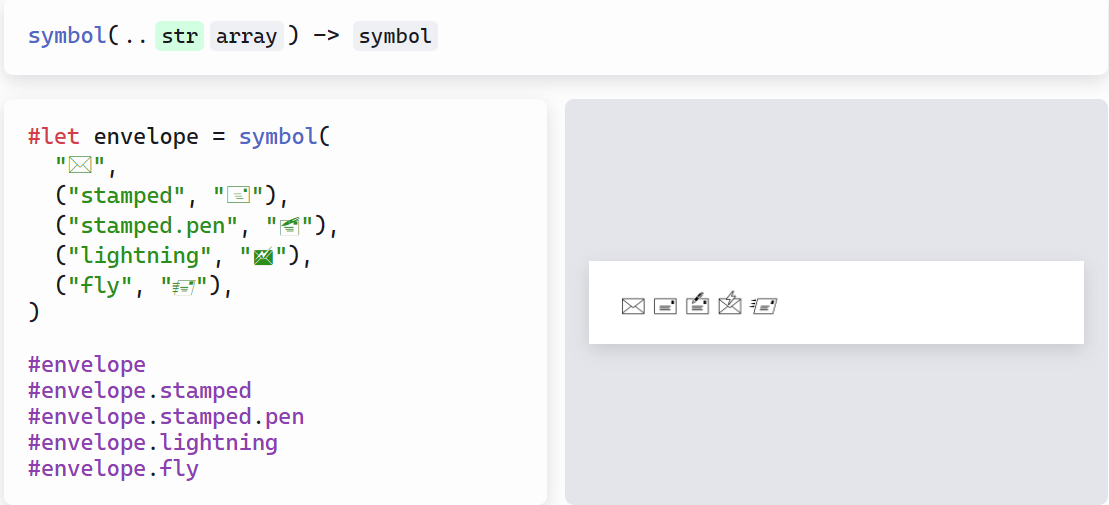 symbol(..str array) -> symbol
#let envelope = symbol(
  "🖂",
  ("stamped", "🖃"),
  ("stamped.pen", "🖆"),
  ("lightning", "🗲"),
  ("fly", "🖅"),
)
#envelope
#envelope.stamped
#envelope.stamped.pen
#envelope.lightning
#envelope.fly
🖂 🖃 🖆 🗲 🖅